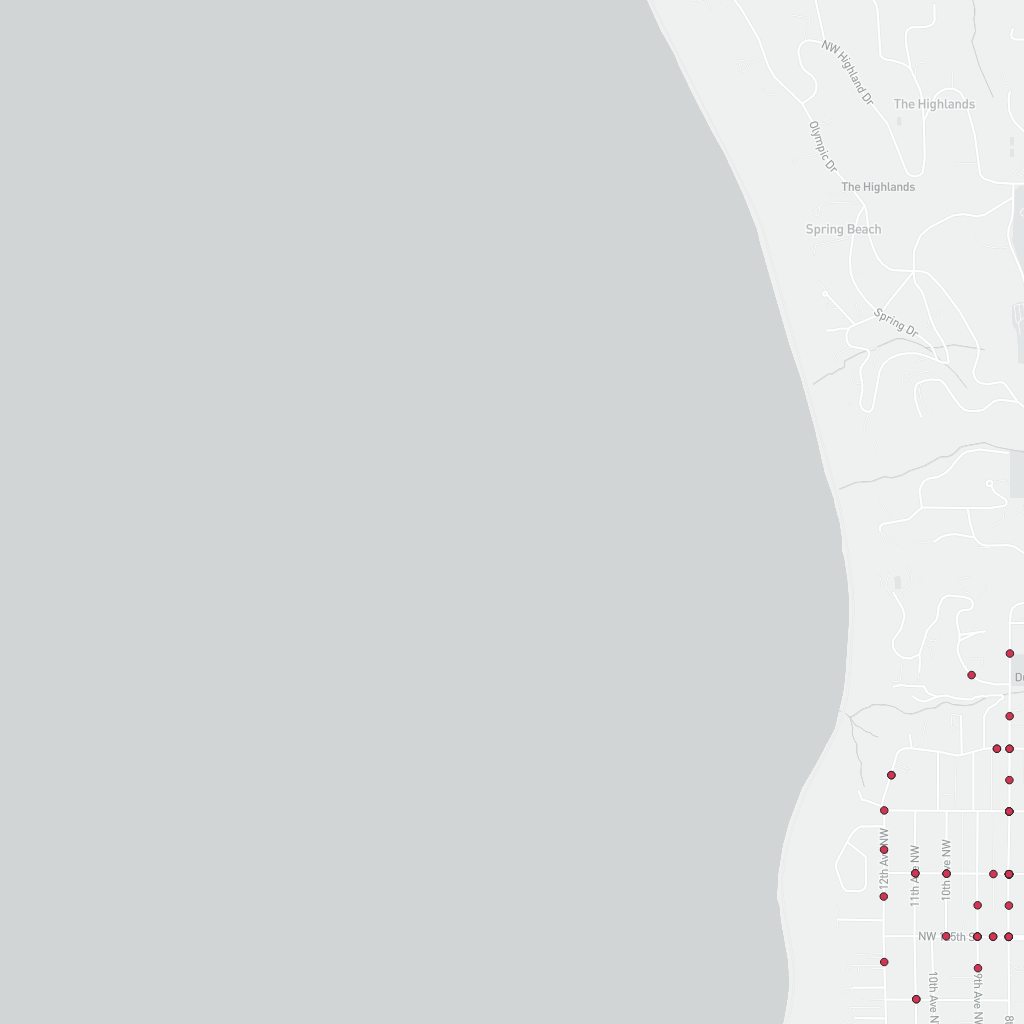 NW Highland Dr
The Highlands
Olympic Dr
The Highlands
Spring Beach
Spring Dr
12th Ave NW
11th Ave NW
10th Ave NW
10th Ave N
9th Ave NW